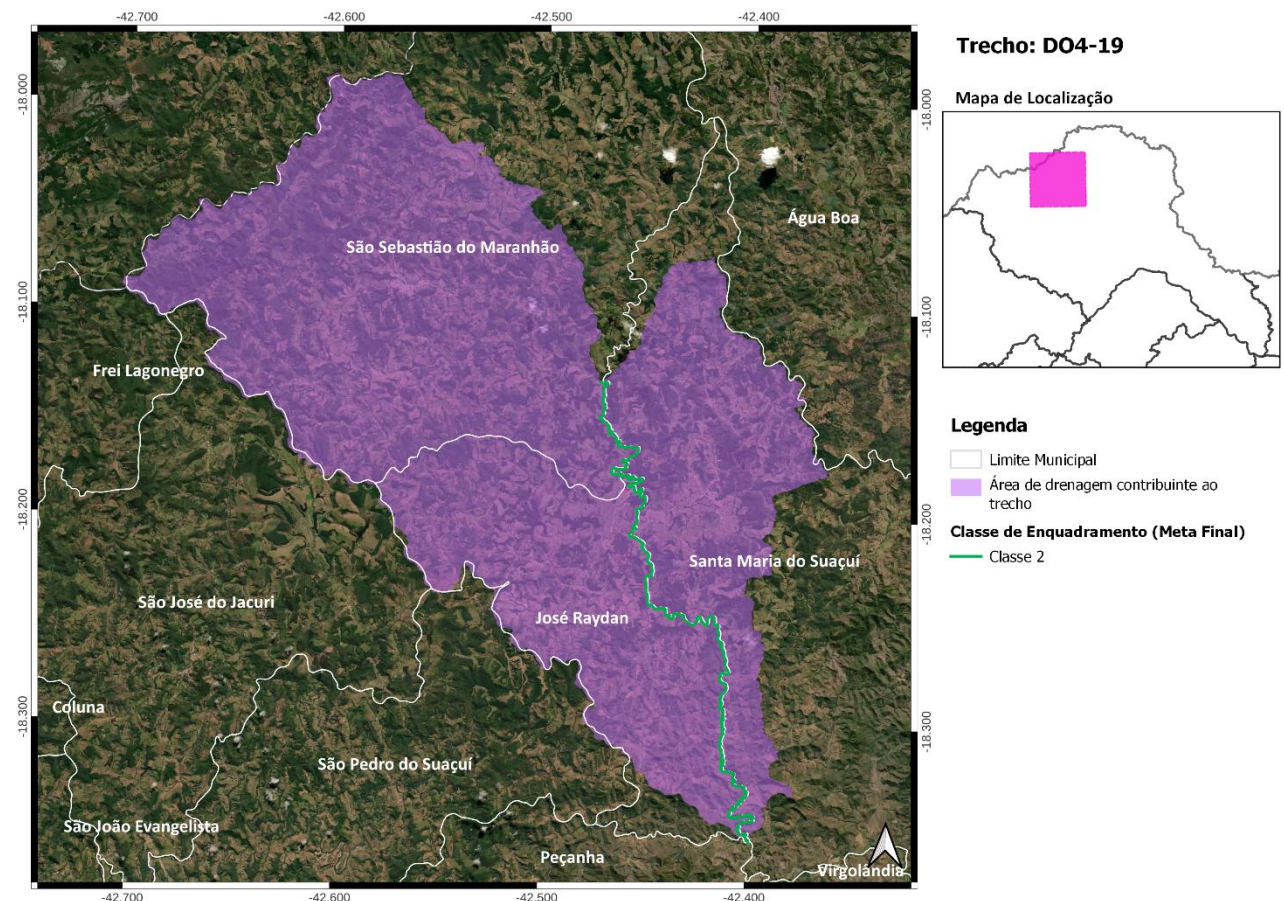 -42.700
-42.600
-42.500
-42.400
Trecho: DO4-19
Mapa de Localização
-18.000
-18.000
Água Boa
São Sebastião do Maranhão
-18.100
-18.100
Frei Lagonegro
Legenda
Limite Municipal
Área de drenagem contribuinte ao
trecho
Classe de Enquadramento (Meta Final)
Classe 2
-18.200
-18.200
Santa Maria do Suaçuí
São José do Jacuri
José Raydan
Coluna
-18.300
-18.300
São Pedro do Suaçuí
São João Evangelista
Peçanha
Virgolândia
-42.700
-42.600
-42.500
-42.400